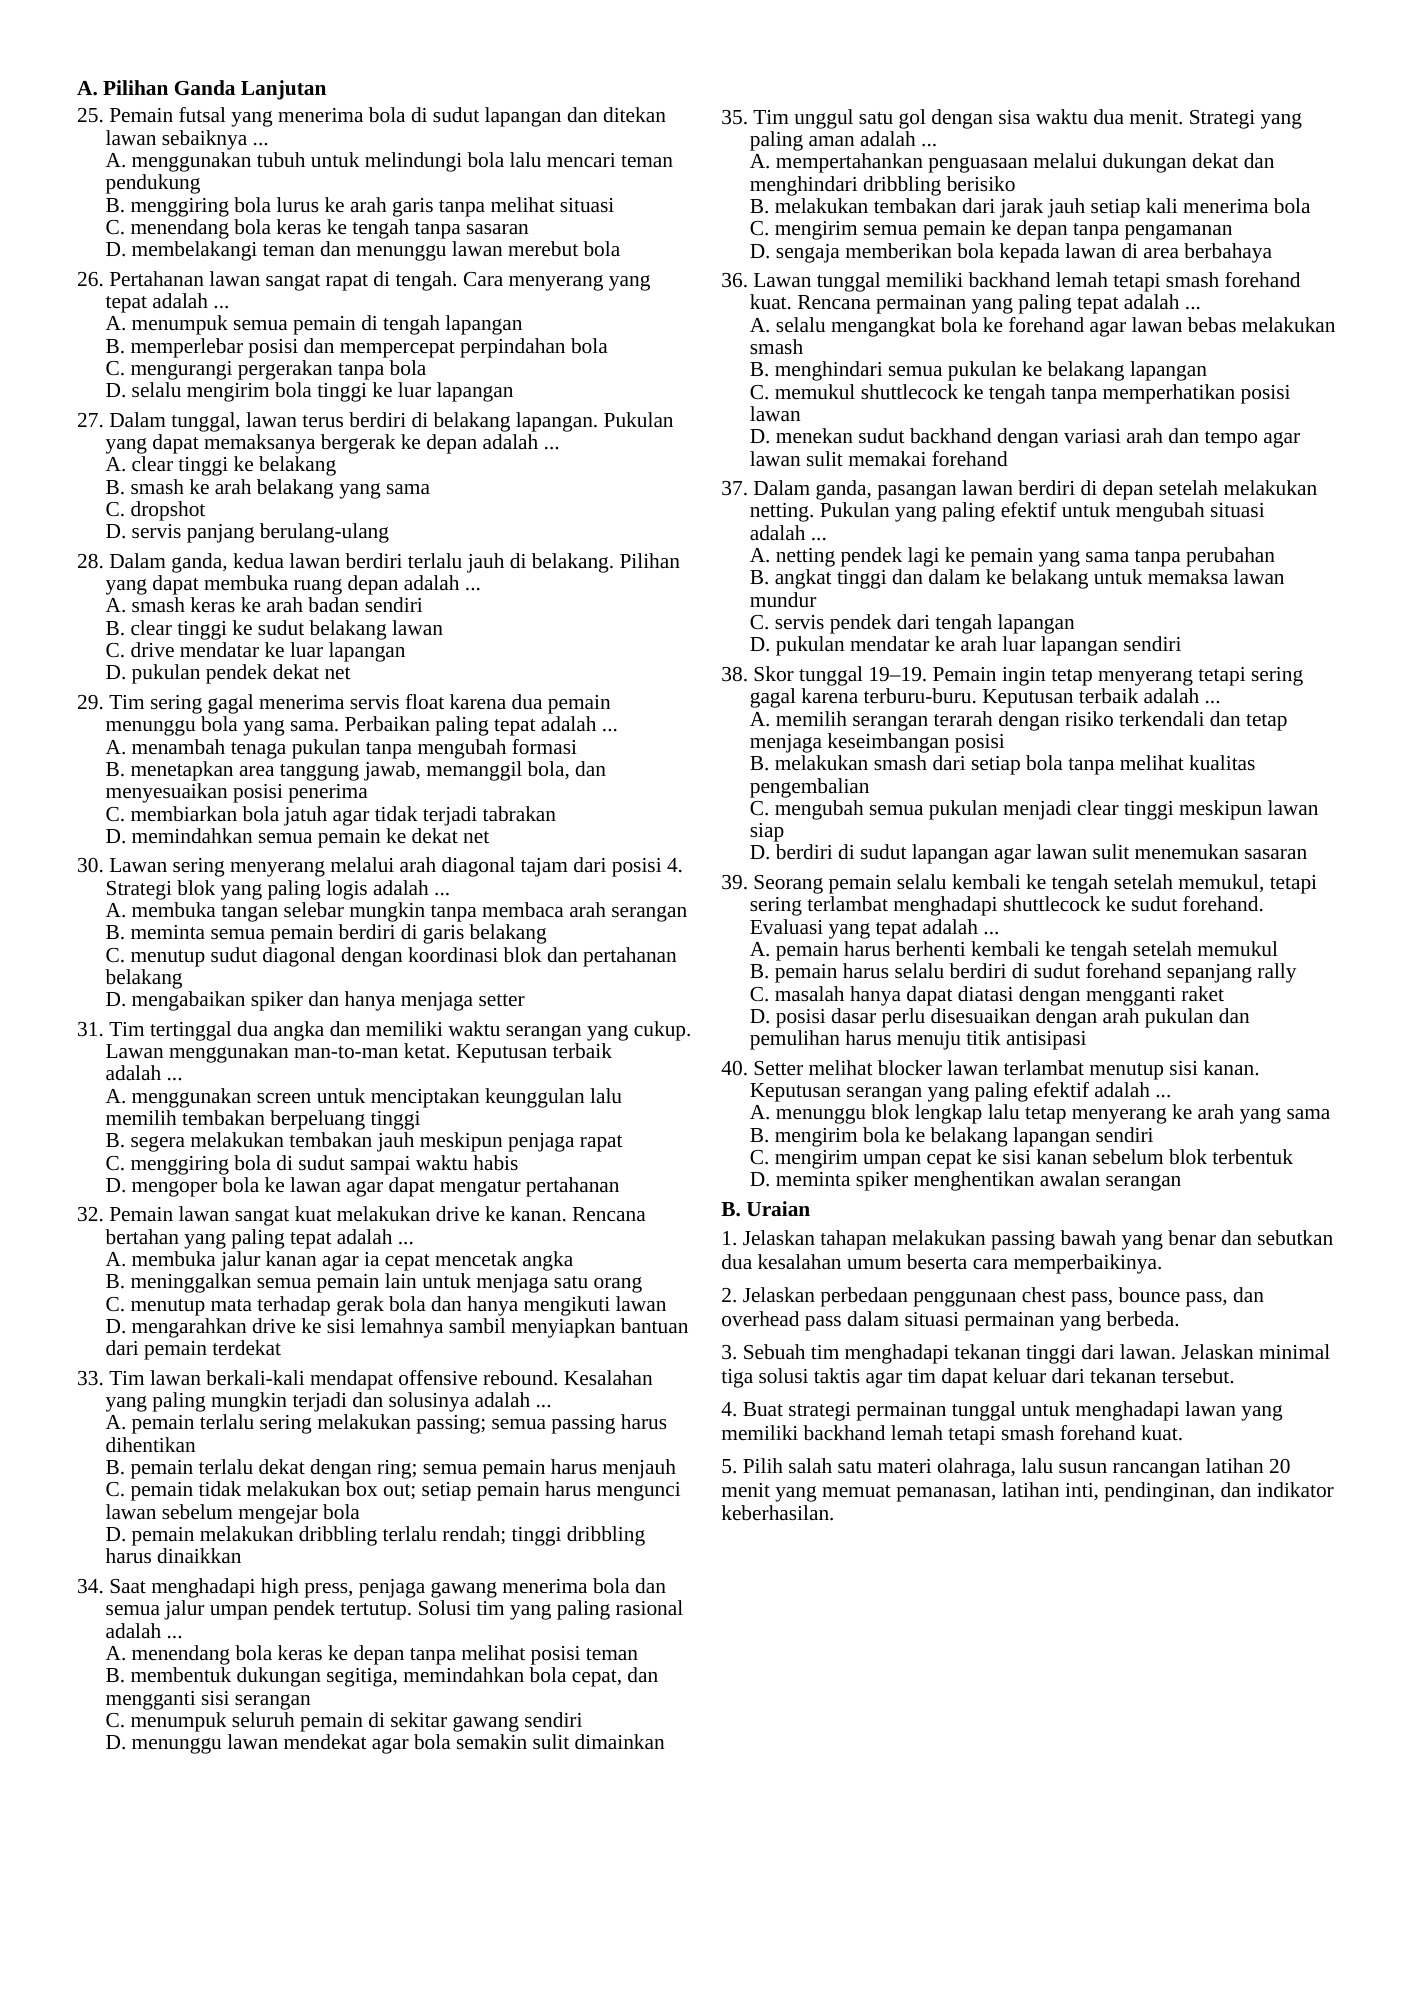 A. Pilihan Ganda Lanjutan
25. Pemain futsal yang menerima bola di sudut lapangan dan ditekan
lawan sebaiknya ...
A. menggunakan tubuh untuk melindungi bola lalu mencari teman
pendukung
B. menggiring bola lurus ke arah garis tanpa melihat situasi
C. menendang bola keras ke tengah tanpa sasaran
D. membelakangi teman dan menunggu lawan merebut bola
26. Pertahanan lawan sangat rapat di tengah. Cara menyerang yang
tepat adalah ...
A. menumpuk semua pemain di tengah lapangan
B. memperlebar posisi dan mempercepat perpindahan bola
C. mengurangi pergerakan tanpa bola
D. selalu mengirim bola tinggi ke luar lapangan
27. Dalam tunggal, lawan terus berdiri di belakang lapangan. Pukulan
yang dapat memaksanya bergerak ke depan adalah ...
A. clear tinggi ke belakang
B. smash ke arah belakang yang sama
C. dropshot
D. servis panjang berulang-ulang
28. Dalam ganda, kedua lawan berdiri terlalu jauh di belakang. Pilihan
yang dapat membuka ruang depan adalah ...
A. smash keras ke arah badan sendiri
B. clear tinggi ke sudut belakang lawan
C. drive mendatar ke luar lapangan
D. pukulan pendek dekat net
29. Tim sering gagal menerima servis float karena dua pemain
menunggu bola yang sama. Perbaikan paling tepat adalah ...
A. menambah tenaga pukulan tanpa mengubah formasi
B. menetapkan area tanggung jawab, memanggil bola, dan
menyesuaikan posisi penerima
C. membiarkan bola jatuh agar tidak terjadi tabrakan
D. memindahkan semua pemain ke dekat net
30. Lawan sering menyerang melalui arah diagonal tajam dari posisi 4.
Strategi blok yang paling logis adalah ...
A. membuka tangan selebar mungkin tanpa membaca arah serangan
B. meminta semua pemain berdiri di garis belakang
C. menutup sudut diagonal dengan koordinasi blok dan pertahanan
belakang
D. mengabaikan spiker dan hanya menjaga setter
31. Tim tertinggal dua angka dan memiliki waktu serangan yang cukup.
Lawan menggunakan man-to-man ketat. Keputusan terbaik
adalah ...
A. menggunakan screen untuk menciptakan keunggulan lalu
memilih tembakan berpeluang tinggi
B. segera melakukan tembakan jauh meskipun penjaga rapat
C. menggiring bola di sudut sampai waktu habis
D. mengoper bola ke lawan agar dapat mengatur pertahanan
32. Pemain lawan sangat kuat melakukan drive ke kanan. Rencana
bertahan yang paling tepat adalah ...
A. membuka jalur kanan agar ia cepat mencetak angka
B. meninggalkan semua pemain lain untuk menjaga satu orang
C. menutup mata terhadap gerak bola dan hanya mengikuti lawan
D. mengarahkan drive ke sisi lemahnya sambil menyiapkan bantuan
dari pemain terdekat
33. Tim lawan berkali-kali mendapat offensive rebound. Kesalahan
yang paling mungkin terjadi dan solusinya adalah ...
A. pemain terlalu sering melakukan passing; semua passing harus
dihentikan
B. pemain terlalu dekat dengan ring; semua pemain harus menjauh
C. pemain tidak melakukan box out; setiap pemain harus mengunci
lawan sebelum mengejar bola
D. pemain melakukan dribbling terlalu rendah; tinggi dribbling
harus dinaikkan
34. Saat menghadapi high press, penjaga gawang menerima bola dan
semua jalur umpan pendek tertutup. Solusi tim yang paling rasional
adalah ...
A. menendang bola keras ke depan tanpa melihat posisi teman
B. membentuk dukungan segitiga, memindahkan bola cepat, dan
mengganti sisi serangan
C. menumpuk seluruh pemain di sekitar gawang sendiri
D. menunggu lawan mendekat agar bola semakin sulit dimainkan
35. Tim unggul satu gol dengan sisa waktu dua menit. Strategi yang
paling aman adalah ...
A. mempertahankan penguasaan melalui dukungan dekat dan
menghindari dribbling berisiko
B. melakukan tembakan dari jarak jauh setiap kali menerima bola
C. mengirim semua pemain ke depan tanpa pengamanan
D. sengaja memberikan bola kepada lawan di area berbahaya
36. Lawan tunggal memiliki backhand lemah tetapi smash forehand
kuat. Rencana permainan yang paling tepat adalah ...
A. selalu mengangkat bola ke forehand agar lawan bebas melakukan
smash
B. menghindari semua pukulan ke belakang lapangan
C. memukul shuttlecock ke tengah tanpa memperhatikan posisi
lawan
D. menekan sudut backhand dengan variasi arah dan tempo agar
lawan sulit memakai forehand
37. Dalam ganda, pasangan lawan berdiri di depan setelah melakukan
netting. Pukulan yang paling efektif untuk mengubah situasi
adalah ...
A. netting pendek lagi ke pemain yang sama tanpa perubahan
B. angkat tinggi dan dalam ke belakang untuk memaksa lawan
mundur
C. servis pendek dari tengah lapangan
D. pukulan mendatar ke arah luar lapangan sendiri
38. Skor tunggal 19–19. Pemain ingin tetap menyerang tetapi sering
gagal karena terburu-buru. Keputusan terbaik adalah ...
A. memilih serangan terarah dengan risiko terkendali dan tetap
menjaga keseimbangan posisi
B. melakukan smash dari setiap bola tanpa melihat kualitas
pengembalian
C. mengubah semua pukulan menjadi clear tinggi meskipun lawan
siap
D. berdiri di sudut lapangan agar lawan sulit menemukan sasaran
39. Seorang pemain selalu kembali ke tengah setelah memukul, tetapi
sering terlambat menghadapi shuttlecock ke sudut forehand.
Evaluasi yang tepat adalah ...
A. pemain harus berhenti kembali ke tengah setelah memukul
B. pemain harus selalu berdiri di sudut forehand sepanjang rally
C. masalah hanya dapat diatasi dengan mengganti raket
D. posisi dasar perlu disesuaikan dengan arah pukulan dan
pemulihan harus menuju titik antisipasi
40. Setter melihat blocker lawan terlambat menutup sisi kanan.
Keputusan serangan yang paling efektif adalah ...
A. menunggu blok lengkap lalu tetap menyerang ke arah yang sama
B. mengirim bola ke belakang lapangan sendiri
C. mengirim umpan cepat ke sisi kanan sebelum blok terbentuk
D. meminta spiker menghentikan awalan serangan
B. Uraian
1. Jelaskan tahapan melakukan passing bawah yang benar dan sebutkan
dua kesalahan umum beserta cara memperbaikinya.
2. Jelaskan perbedaan penggunaan chest pass, bounce pass, dan
overhead pass dalam situasi permainan yang berbeda.
3. Sebuah tim menghadapi tekanan tinggi dari lawan. Jelaskan minimal
tiga solusi taktis agar tim dapat keluar dari tekanan tersebut.
4. Buat strategi permainan tunggal untuk menghadapi lawan yang
memiliki backhand lemah tetapi smash forehand kuat.
5. Pilih salah satu materi olahraga, lalu susun rancangan latihan 20
menit yang memuat pemanasan, latihan inti, pendinginan, dan indikator
keberhasilan.